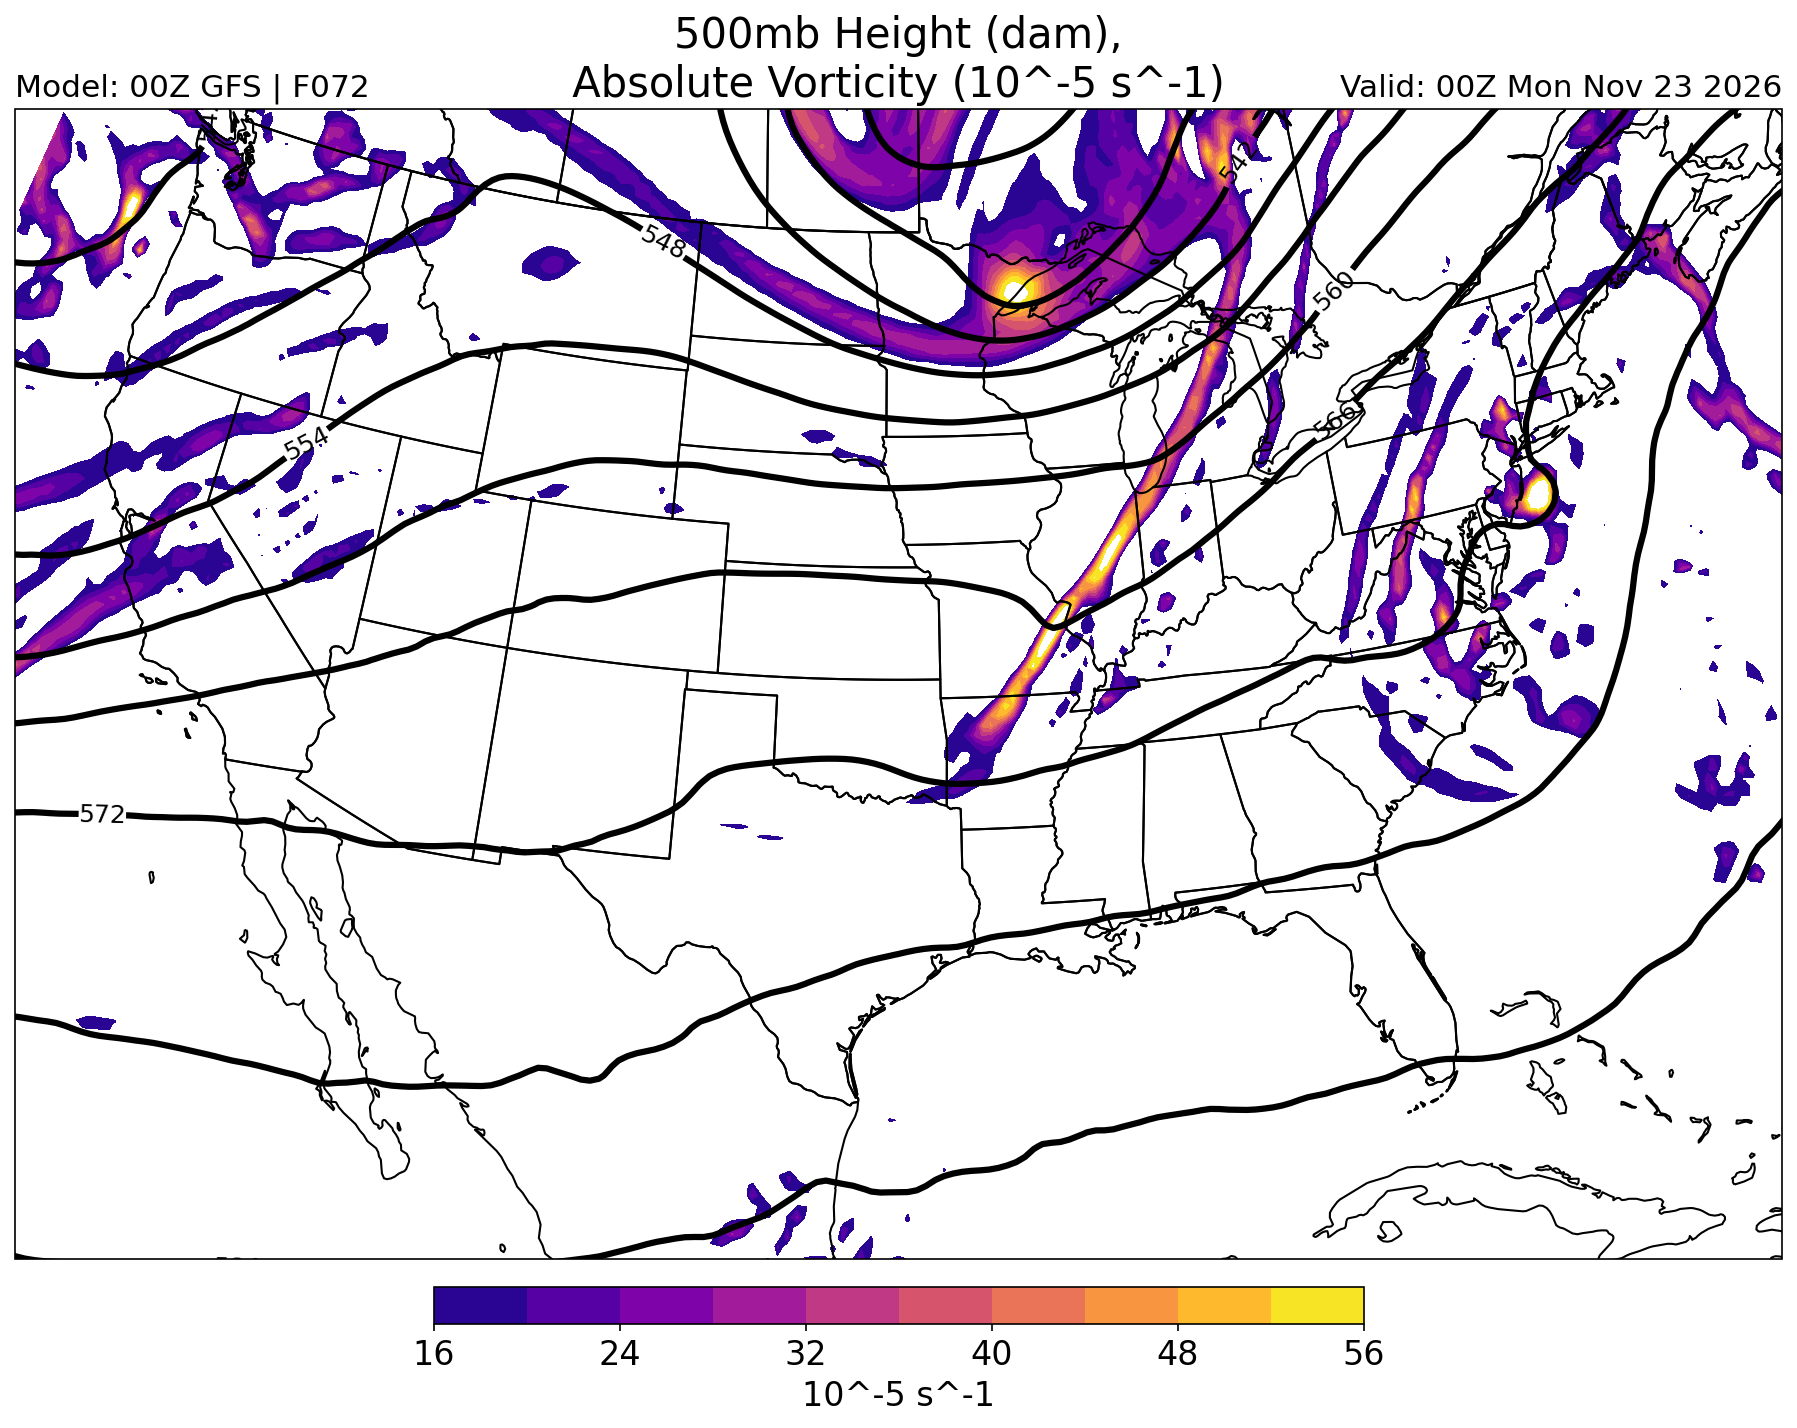 500mb Height (dam),
Absolute Vorticity (10^-5 s^-1)
Model: 00Z GFS | F072
Valid: 00Z Mon Nov 23 2026
542
548
560
554
566
572
16 24 32 40 48 56
10^-5 s^-1